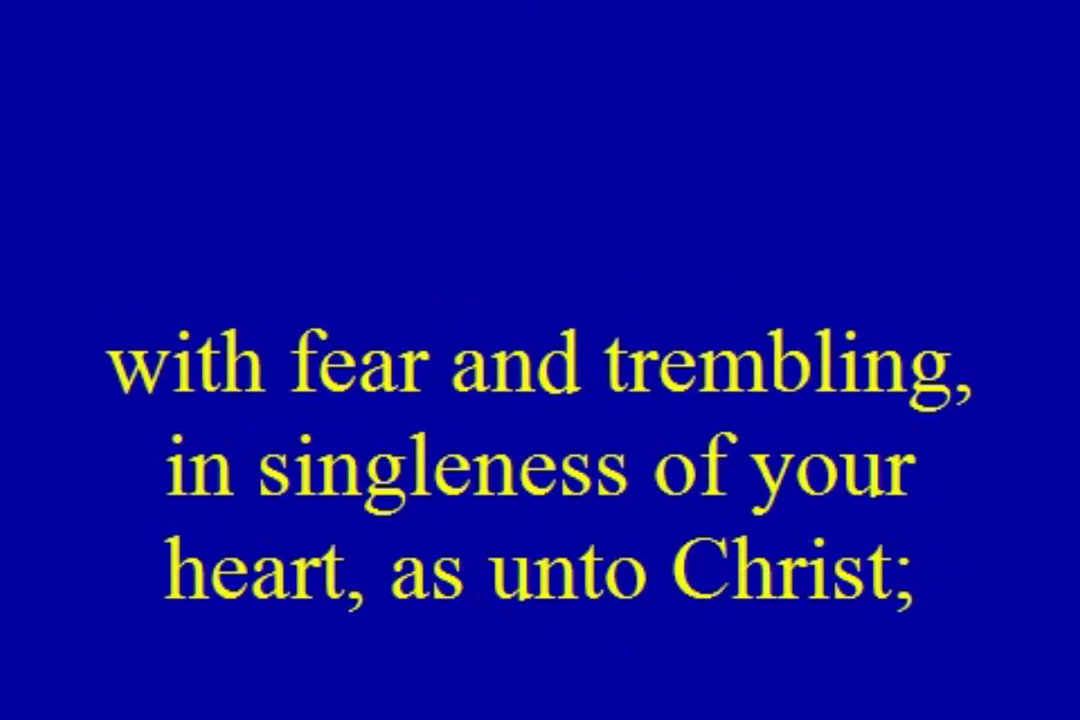 with fear and trembling,
in singleness of your
heart, as unto Christ;